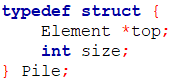 typedef struct {
    Element *top;
    int size;
} Pile;